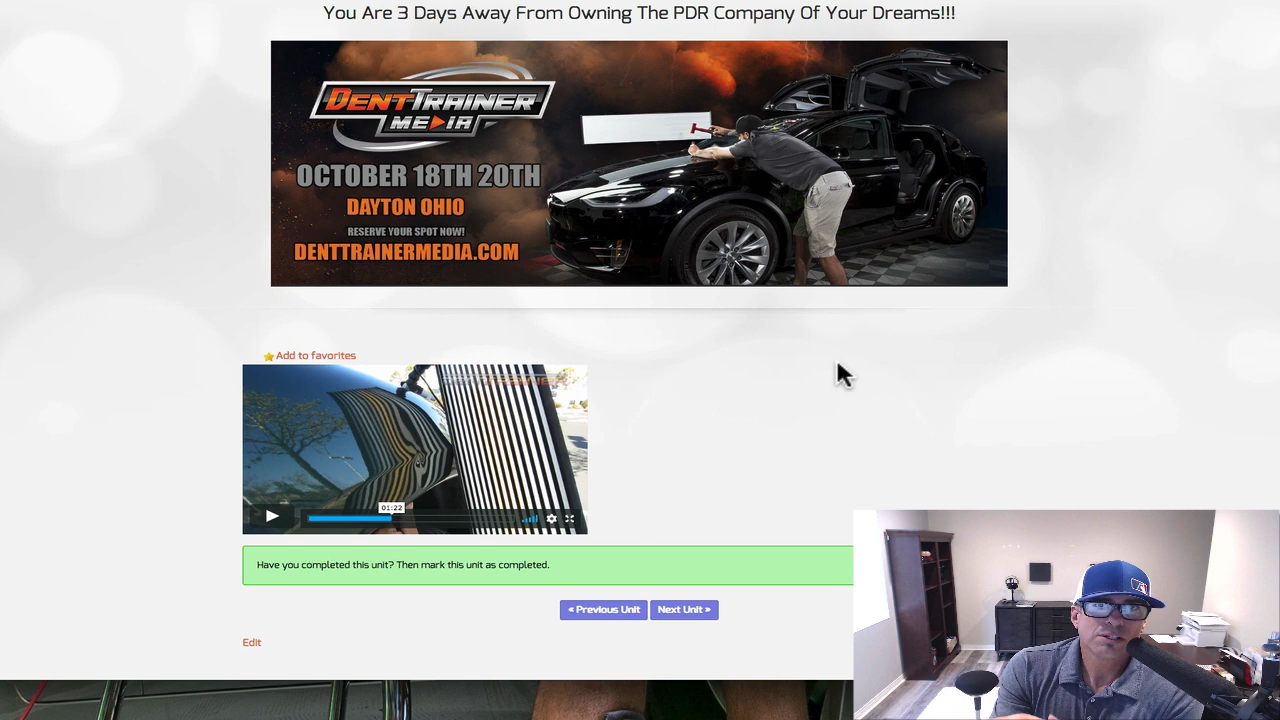 You Are 3 Days Away From Owning The PDR Company Of Your Dreams!!!
DENTTRAINER
MEDIA
OCTOBER 18TH 20TH
DAYTON OHIO
RESERVE YOUR SPOT NOW!
DENTTRAINERMEDIA.COM
Add to favorites
01:22
Have you completed this unit? Then mark this unit as completed.
« Previous Unit
Next Unit »
Edit